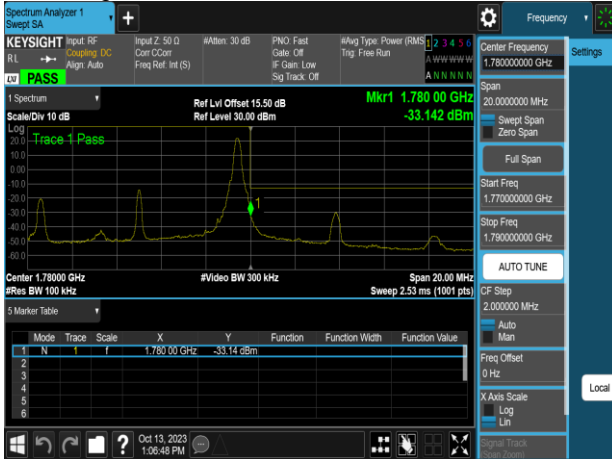 Spectrum Analyzer 1
Swept SA
+
Frequency
KEYSIGHT
Input: RF
Coupling: DC
Align: Auto
Input Z: 50 Ω
Corr CCorr
Freq Ref: Int (S)
#Atten: 30 dB
PNO: Fast
Gate: Off
IF Gain: Low
Sig Track: Off
#Avg Type: Power (RMS
Trig: Free Run
1 2 3 4 5 6
A W W W W W
A N N N N N
RL
LXI
PASS
1 Spectrum
Scale/Div 10 dB
Ref Lvl Offset 15.50 dB
Ref Level 30.00 dBm
Mkr1 1.780 00 GHz
-33.142 dBm
Log
Trace 1 Pass
20.0
10.0
0.00
-10.0
-20.0
-30.0
-40.0
-50.0
-60.0
1
Center 1.78000 GHz
#Res BW 100 kHz
#Video BW 300 kHz
Span 20.00 MHz
Sweep 2.53 ms (1001 pts)
5 Marker Table
Mode Trace Scale X Y Function Function Width Function Value
1 N 1 f 1.780 00 GHz -33.14 dBm
2
3
4
5
6
Oct 13, 2023
1:06:48 PM
?
Center Frequency
1.780000000 GHz
Settings
Span
20.0000000 MHz
Swept Span
Zero Span
Full Span
Start Freq
1.770000000 GHz
Stop Freq
1.790000000 GHz
AUTO TUNE
CF Step
2.000000 MHz
Auto
Man
Freq Offset
0 Hz
X Axis Scale
Log
Lin
Local
Signal Track
(Span Zoom)